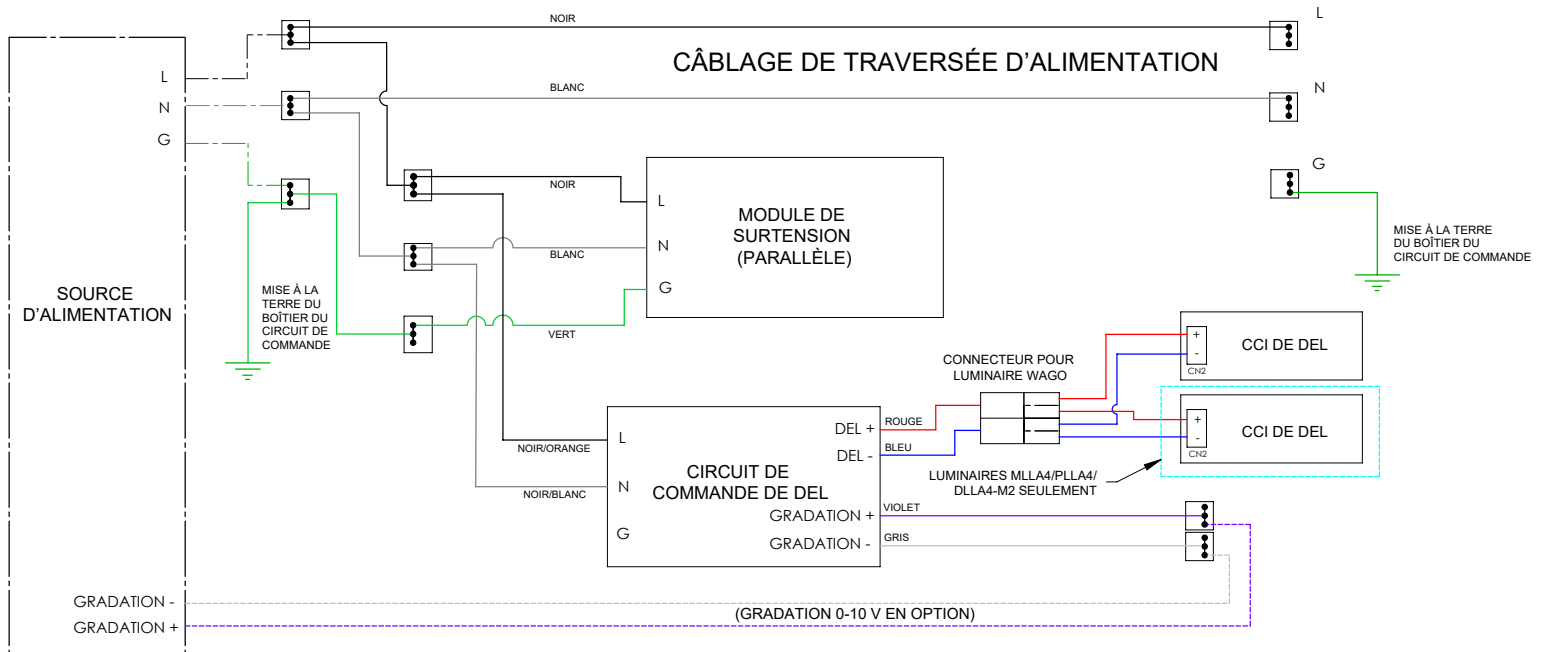 NOIR
L
CÂBLAGE DE TRAVERSÉE D'ALIMENTATION
L
N
G
BLANC
N
G
NOIR
BLANC
VERT
L
N
G
MODULE DE
SURTENSION
(PARALLÈLE)
MISE À LA TERRE
DU BOÎTIER DU
CIRCUIT DE COMMANDE
SOURCE
D'ALIMENTATION
MISE À LA
TERRE DU
BOÎTIER DU
CIRCUIT DE
COMMANDE
CONNECTEUR POUR
LUMINAIRE WAGO
+
-
CN2
CCI DE DEL
+
-
CN2
CCI DE DEL
LUMINAIRES MLLA4/PLLA4/
DLLA4-M2 SEULEMENT
NOIR/ORANGE
NOIR/BLANC
L
N
G
CIRCUIT DE
COMMANDE DE DEL
DEL +
DEL -
GRADATION +
GRADATION -
ROUGE
BLEU
VIOLET
GRIS
GRADATION -
GRADATION +
(GRADATION 0-10 V EN OPTION)